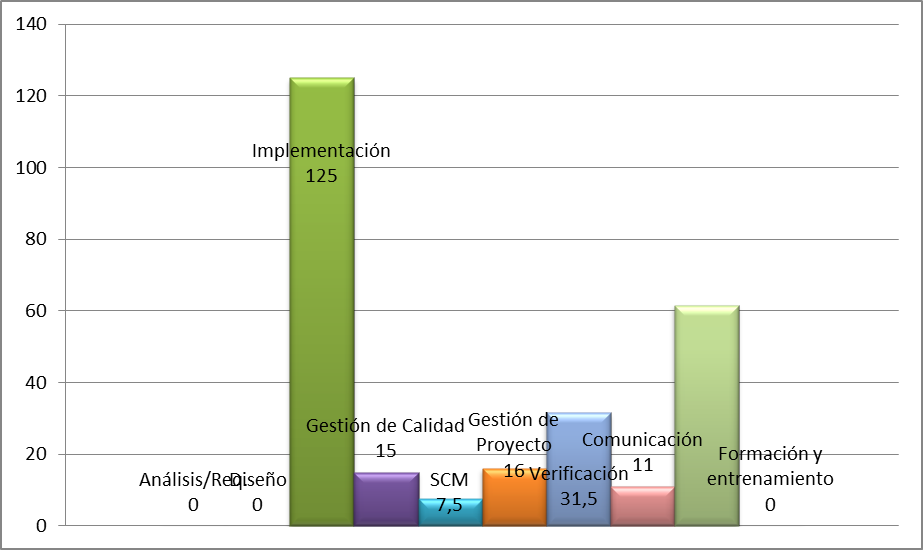 140
120
100
80
60
40
20
0
Análisis/Req.
0
Diseño
0
Implementación
125
Gestión de Calidad
15
SCM
7,5
Gestión de
Proyecto
16
Verificación
31,5
Comunicación
11
Formación y
entrenamiento
0